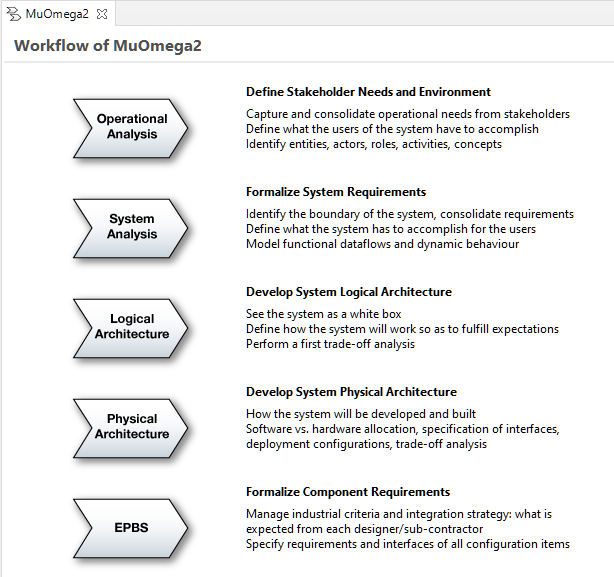 MuOmega2
Workflow of MuOmega2
Operational
Analysis
Define Stakeholder Needs and Environment
Capture and consolidate operational needs from stakeholders
Define what the users of the system have to accomplish
Identify entities, actors, roles, activities, concepts
System
Analysis
Formalize System Requirements
Identify the boundary of the system, consolidate requirements
Define what the system has to accomplish for the users
Model functional dataflows and dynamic behaviour
Logical
Architecture
Develop System Logical Architecture
See the system as a white box
Define how the system will work so as to fulfill expectations
Perform a first trade-off analysis
Physical
Architecture
Develop System Physical Architecture
How the system will be developed and built
Software vs. hardware allocation, specification of interfaces,
deployment configurations, trade-off analysis
EPBS
Formalize Component Requirements
Manage industrial criteria and integration strategy: what is
expected from each designer/sub-contractor
Specify requirements and interfaces of all configuration items